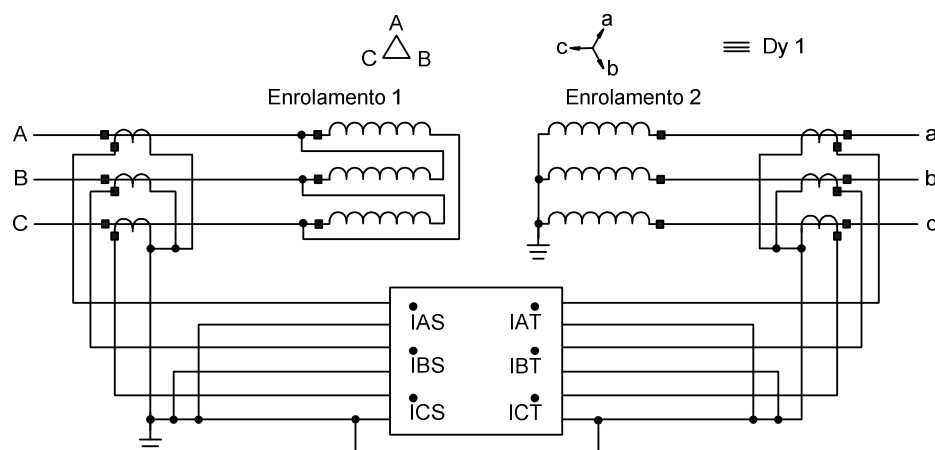 A
C B
a
c
b
Dy 1
Enrolamento 1
Enrolamento 2
A
a
B
b
C
c
IAS
IAT
IBS
IBT
ICS
ICT